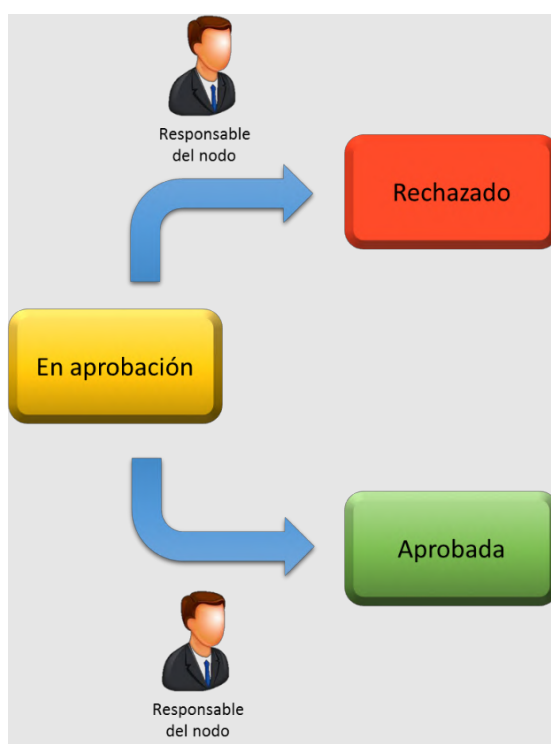 Responsable
del nodo
Rechazado
En aprobación
Aprobada
Responsable
del nodo